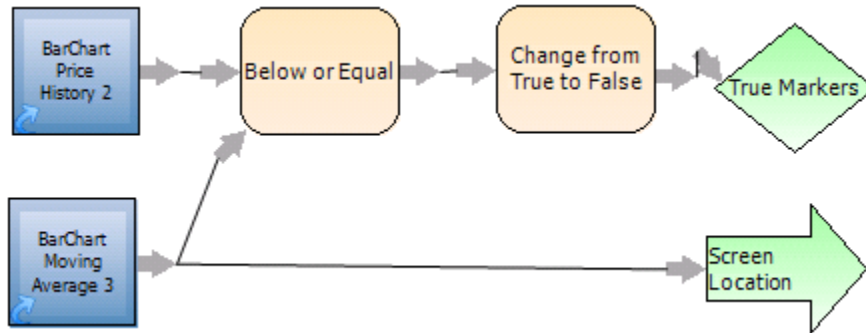 BarChart
Price
History 2
Below or Equal
Change from
True to False
True Markers
BarChart
Moving
Average 3
Screen
Location